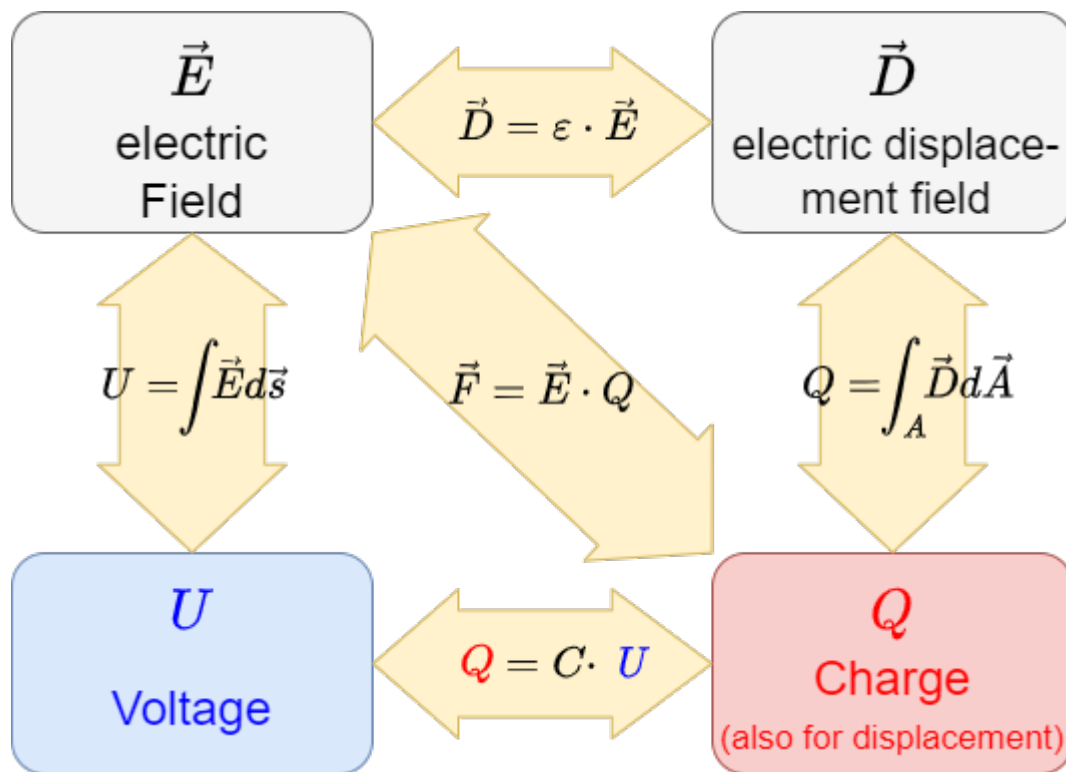 E⃗
electric
Field
D⃗ = ε · E⃗
D⃗
electric displace-
ment field
U = ∫E⃗ds⃗
F⃗ = E⃗ · Q
Q = ∫_A D⃗dA⃗
U
Voltage
Q = C· U
Q
Charge
(also for displacement)